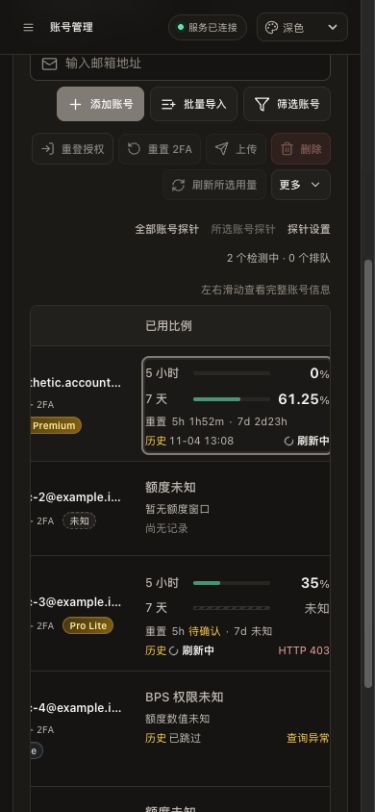 账号管理
服务已连接
深色
输入邮箱地址
添加账号
批量导入
筛选账号
重登授权
重置 2FA
上传
删除
刷新所选用量
更多
全部账号探针 所选账号探针 探针设置
2 个检测中 · 0 个排队
左右滑动查看完整账号信息
已用比例
thetic.account...
- 2FA
Premium
5 小时 0%
7 天 61.25%
重置 5h 1h52m · 7d 2d23h
历史 11-04 13:08 刷新中
c-2@example.i...
- 2FA 未知
额度未知
暂无额度窗口
尚无记录
c-3@example.i...
- 2FA Pro Lite
5 小时 35%
7 天 未知
重置 5h 待确认 · 7d 未知
历史 刷新中 HTTP 403
c-4@example.i...
- 2FA
e
BPS 权限未知
额度数值未知
历史 已跳过 查询异常